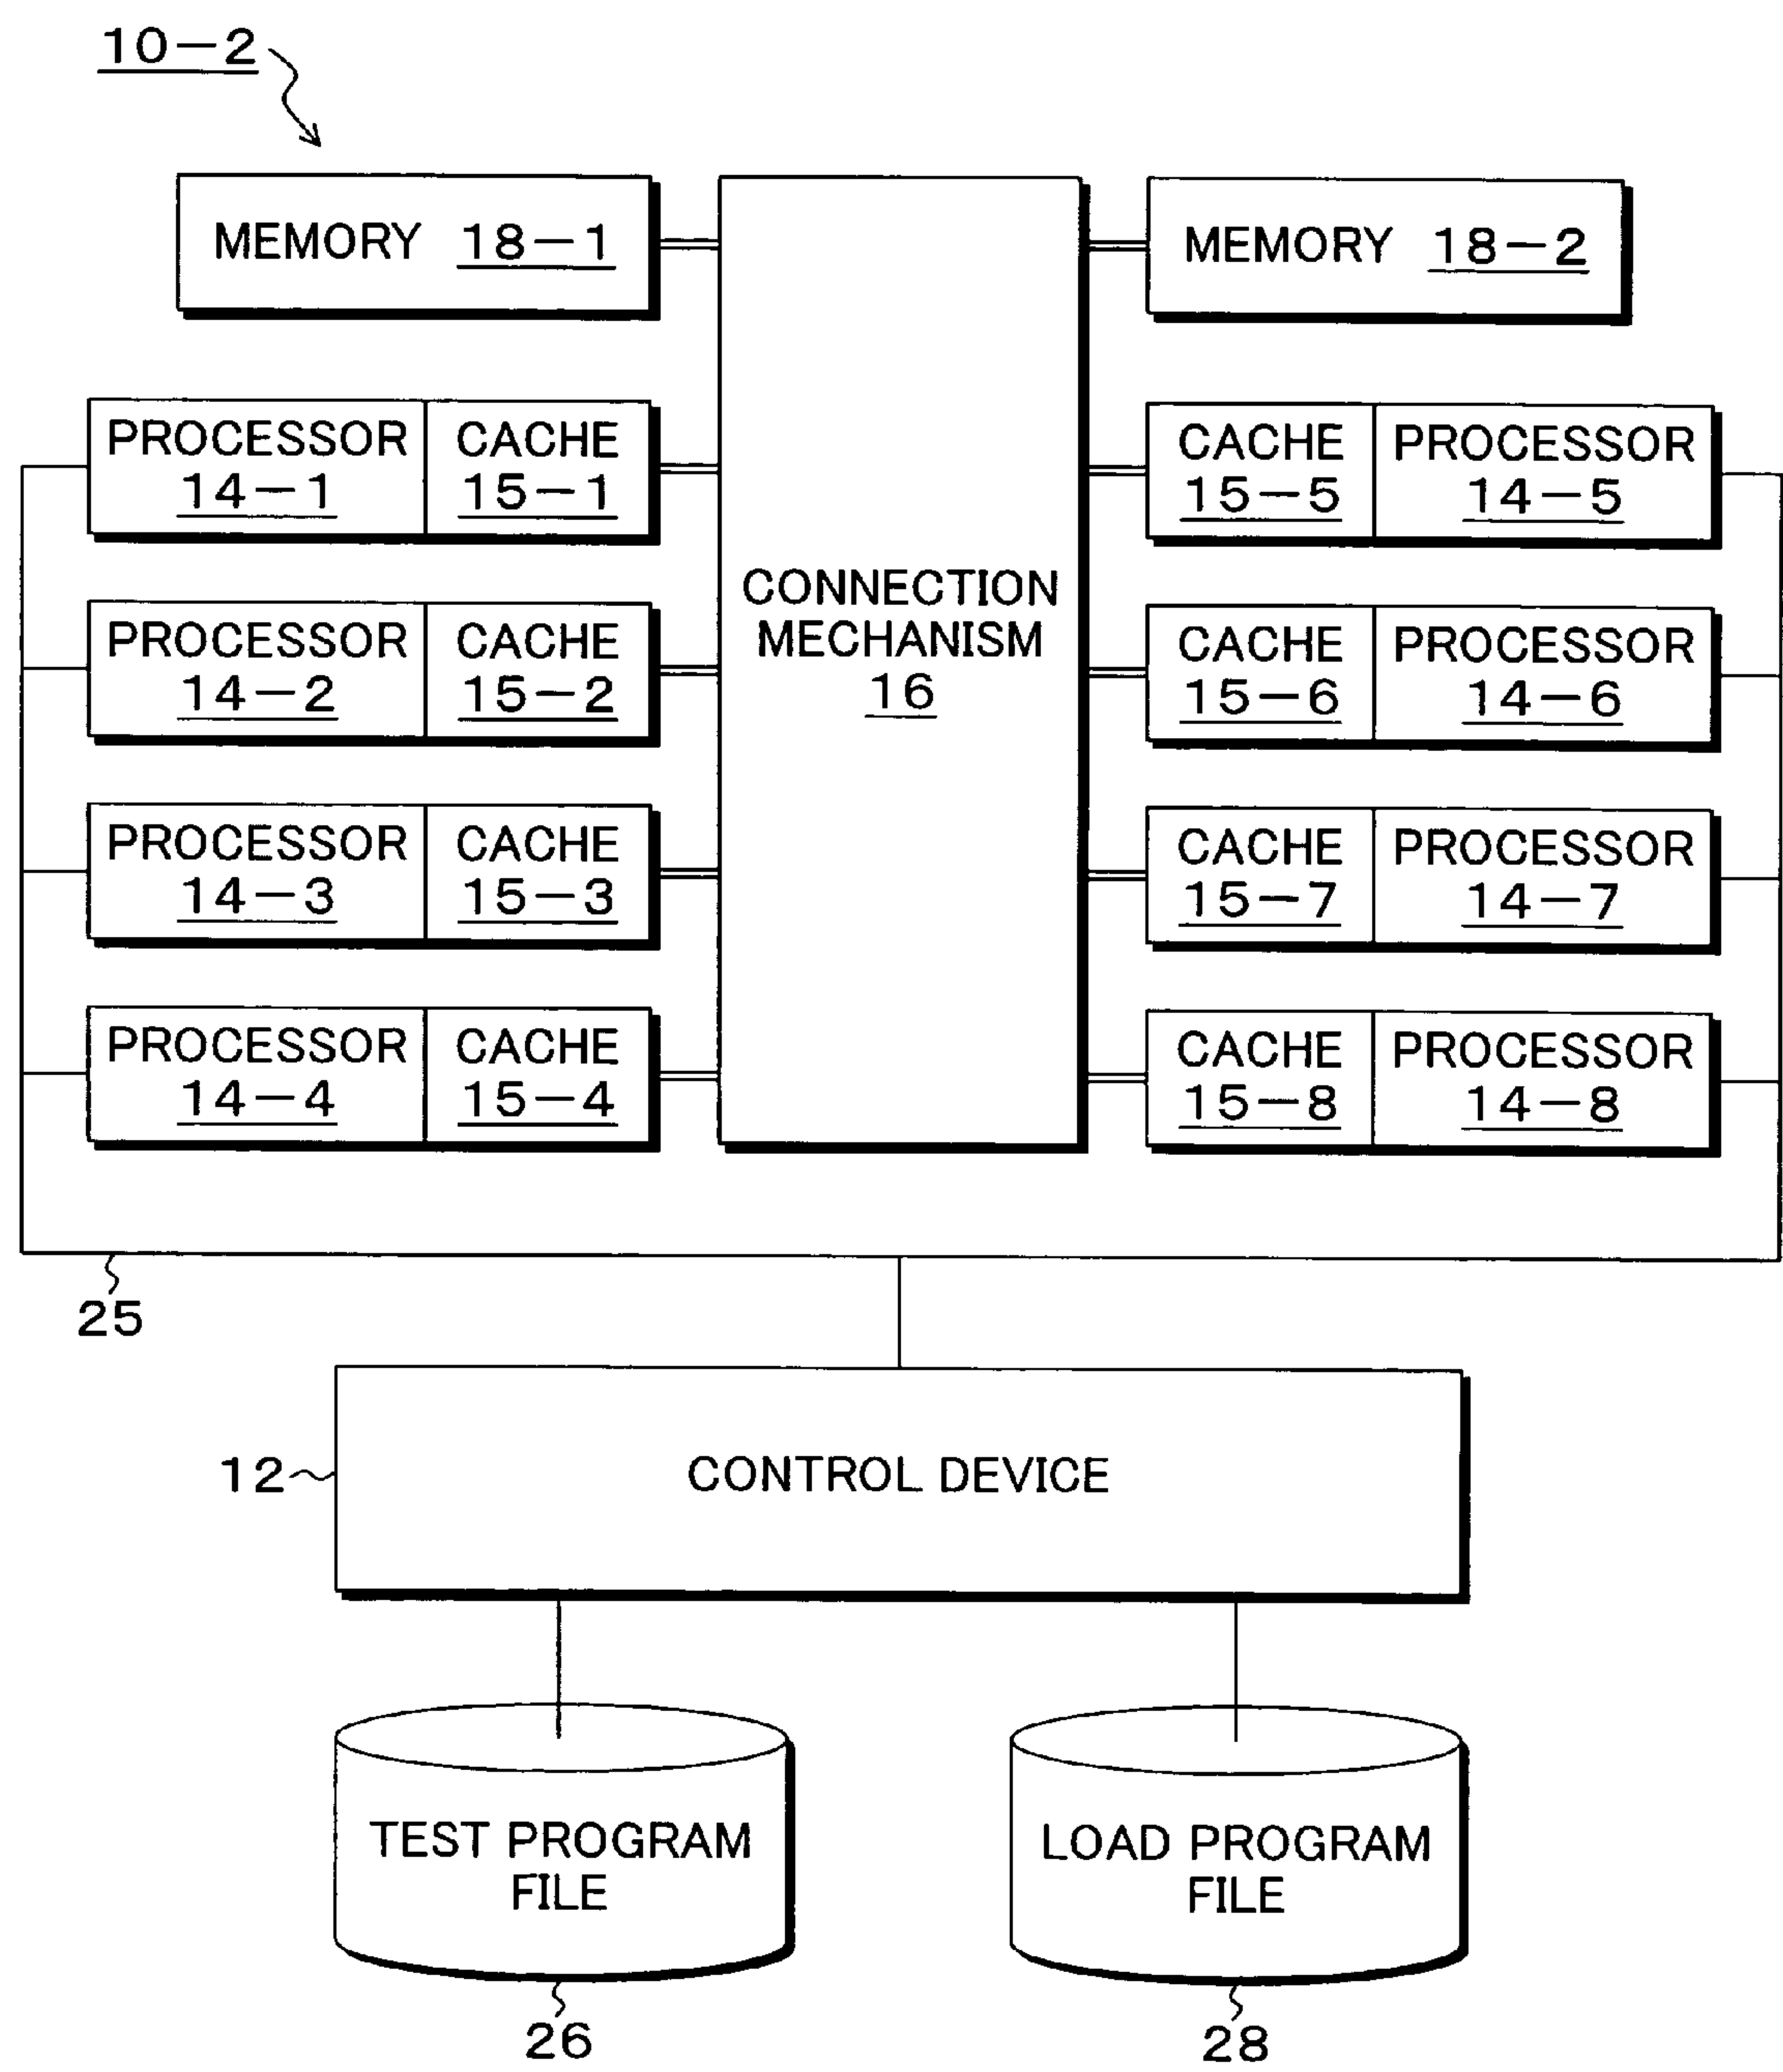 10-2
MEMORY 18-1
MEMORY 18-2
PROCESSOR
14-1
CACHE
15-1
CACHE
15-5
PROCESSOR
14-5
CONNECTION
MECHANISM
16
PROCESSOR
14-2
CACHE
15-2
CACHE
15-6
PROCESSOR
14-6
PROCESSOR
14-3
CACHE
15-3
CACHE
15-7
PROCESSOR
14-7
PROCESSOR
14-4
CACHE
15-4
CACHE
15-8
PROCESSOR
14-8
25
12
CONTROL DEVICE
TEST PROGRAM
FILE
LOAD PROGRAM
FILE
26
28